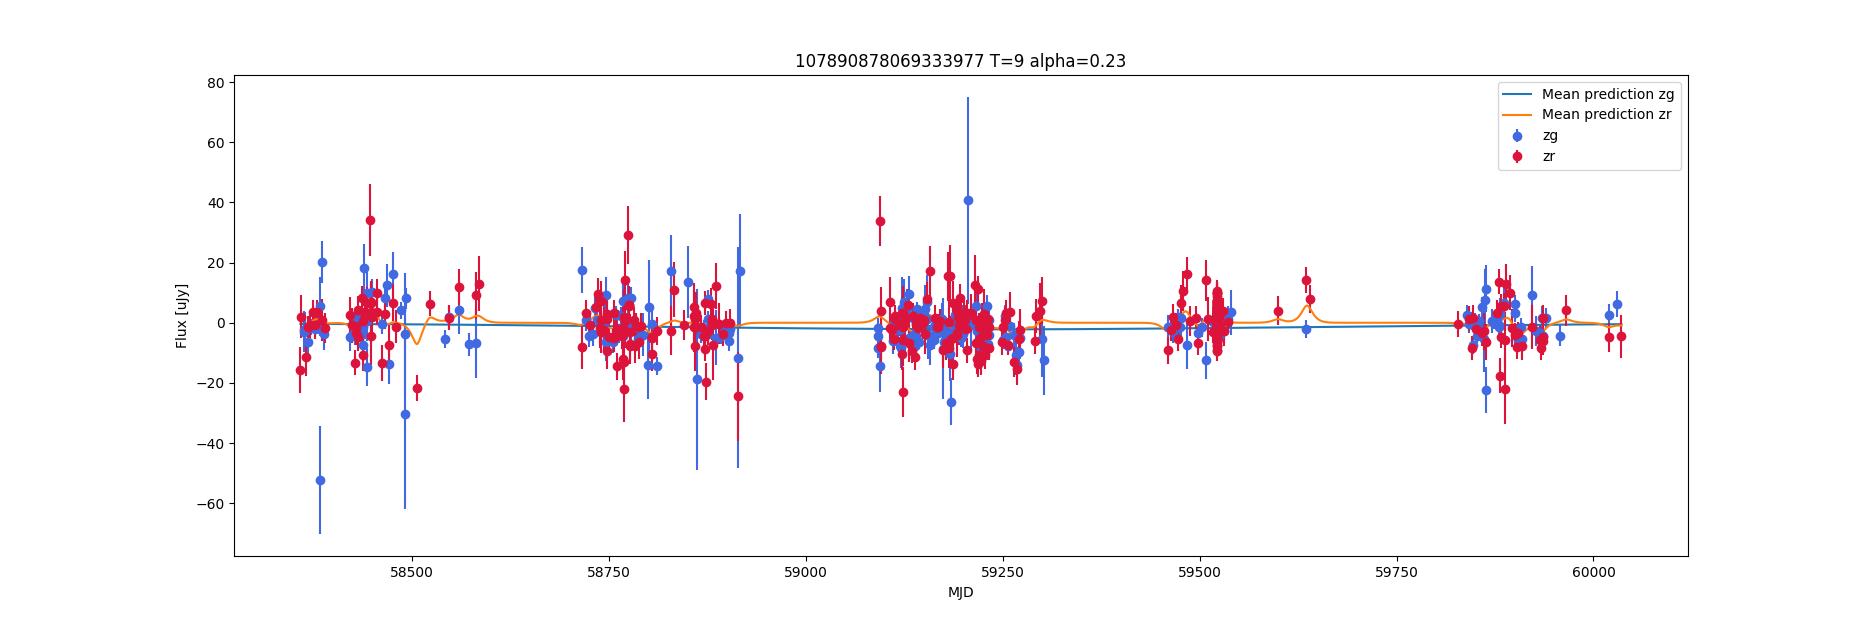 107890878069333977 T=9 alpha=0.23
80
60
40
20
0
−20
−40
−60
Flux [uJy]
58500
58750
59000
59250
59500
59750
60000
MJD
Mean prediction zg
Mean prediction zr
zg
zr